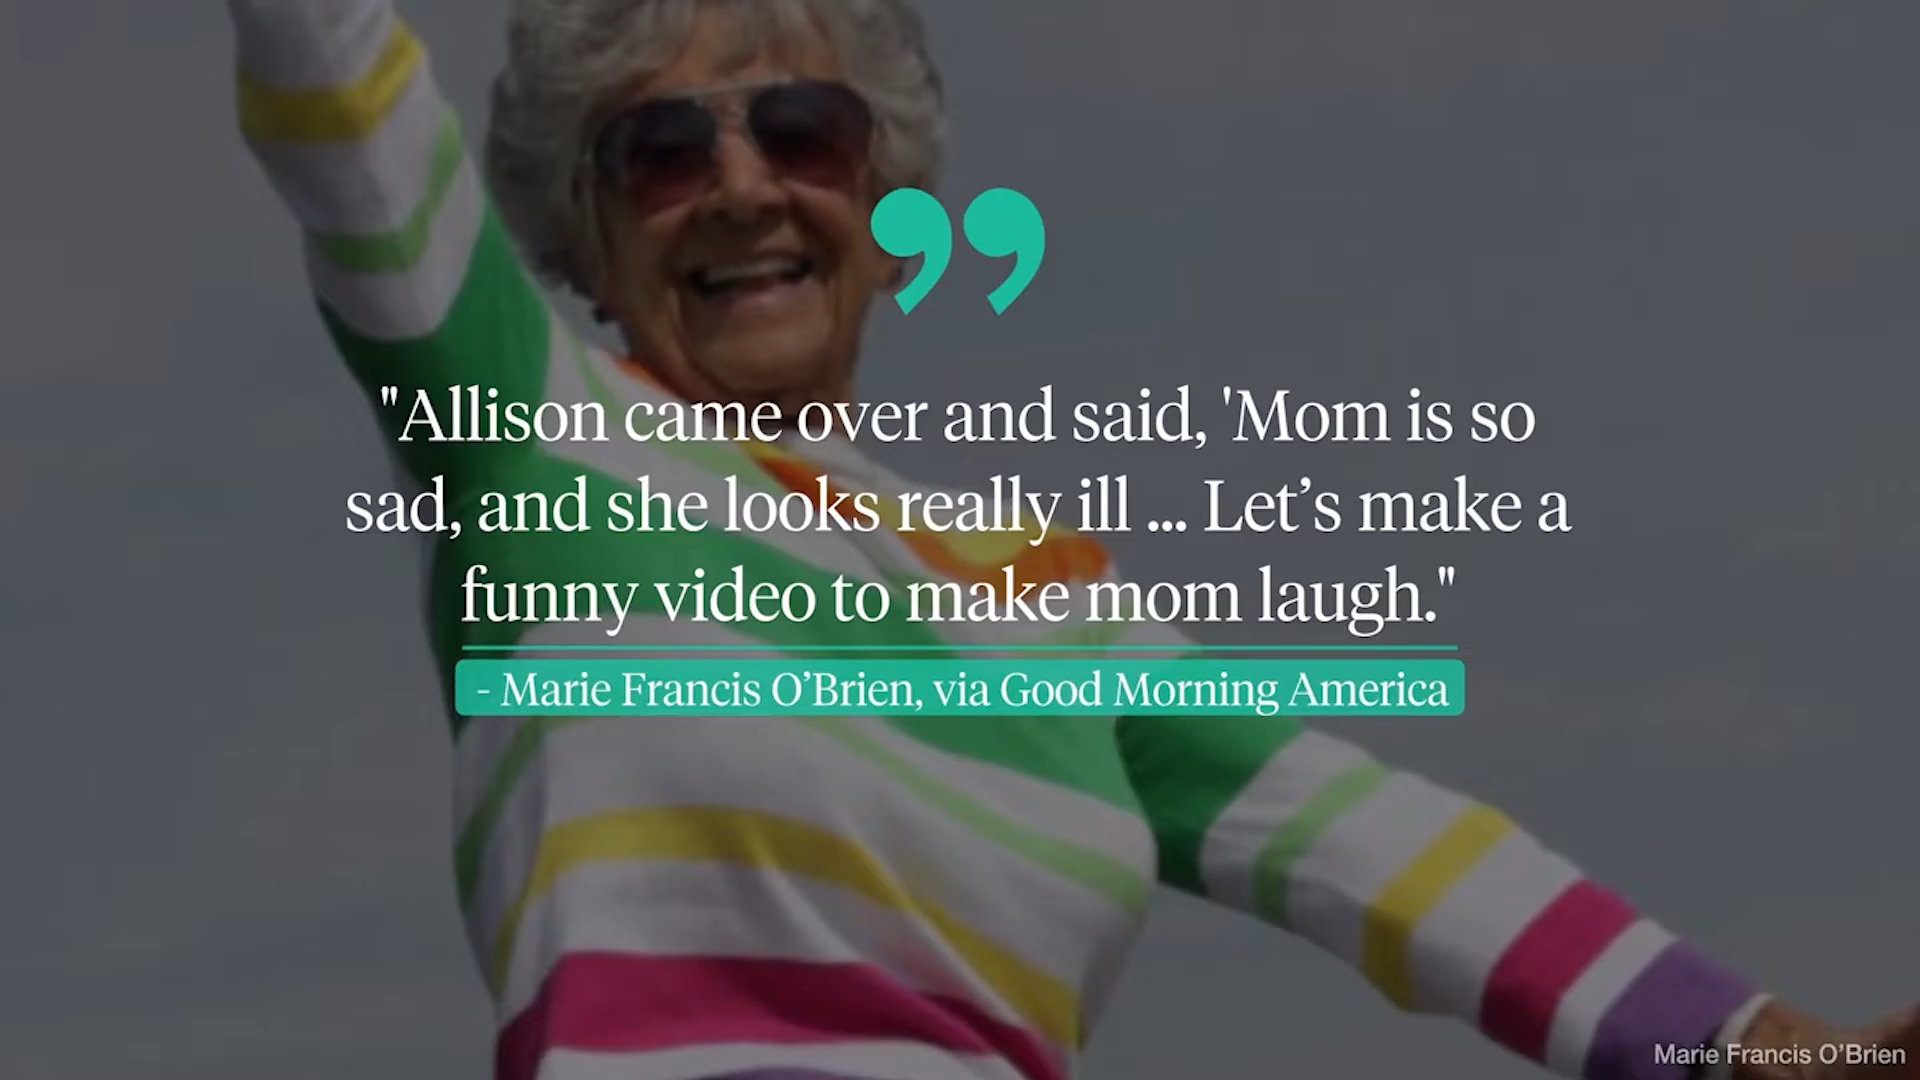 "Allison came over and said, 'Mom is so
sad, and she looks really ill ... Let’s make a
funny video to make mom laugh."
- Marie Francis O’Brien, via Good Morning America
Marie Francis O’Brien